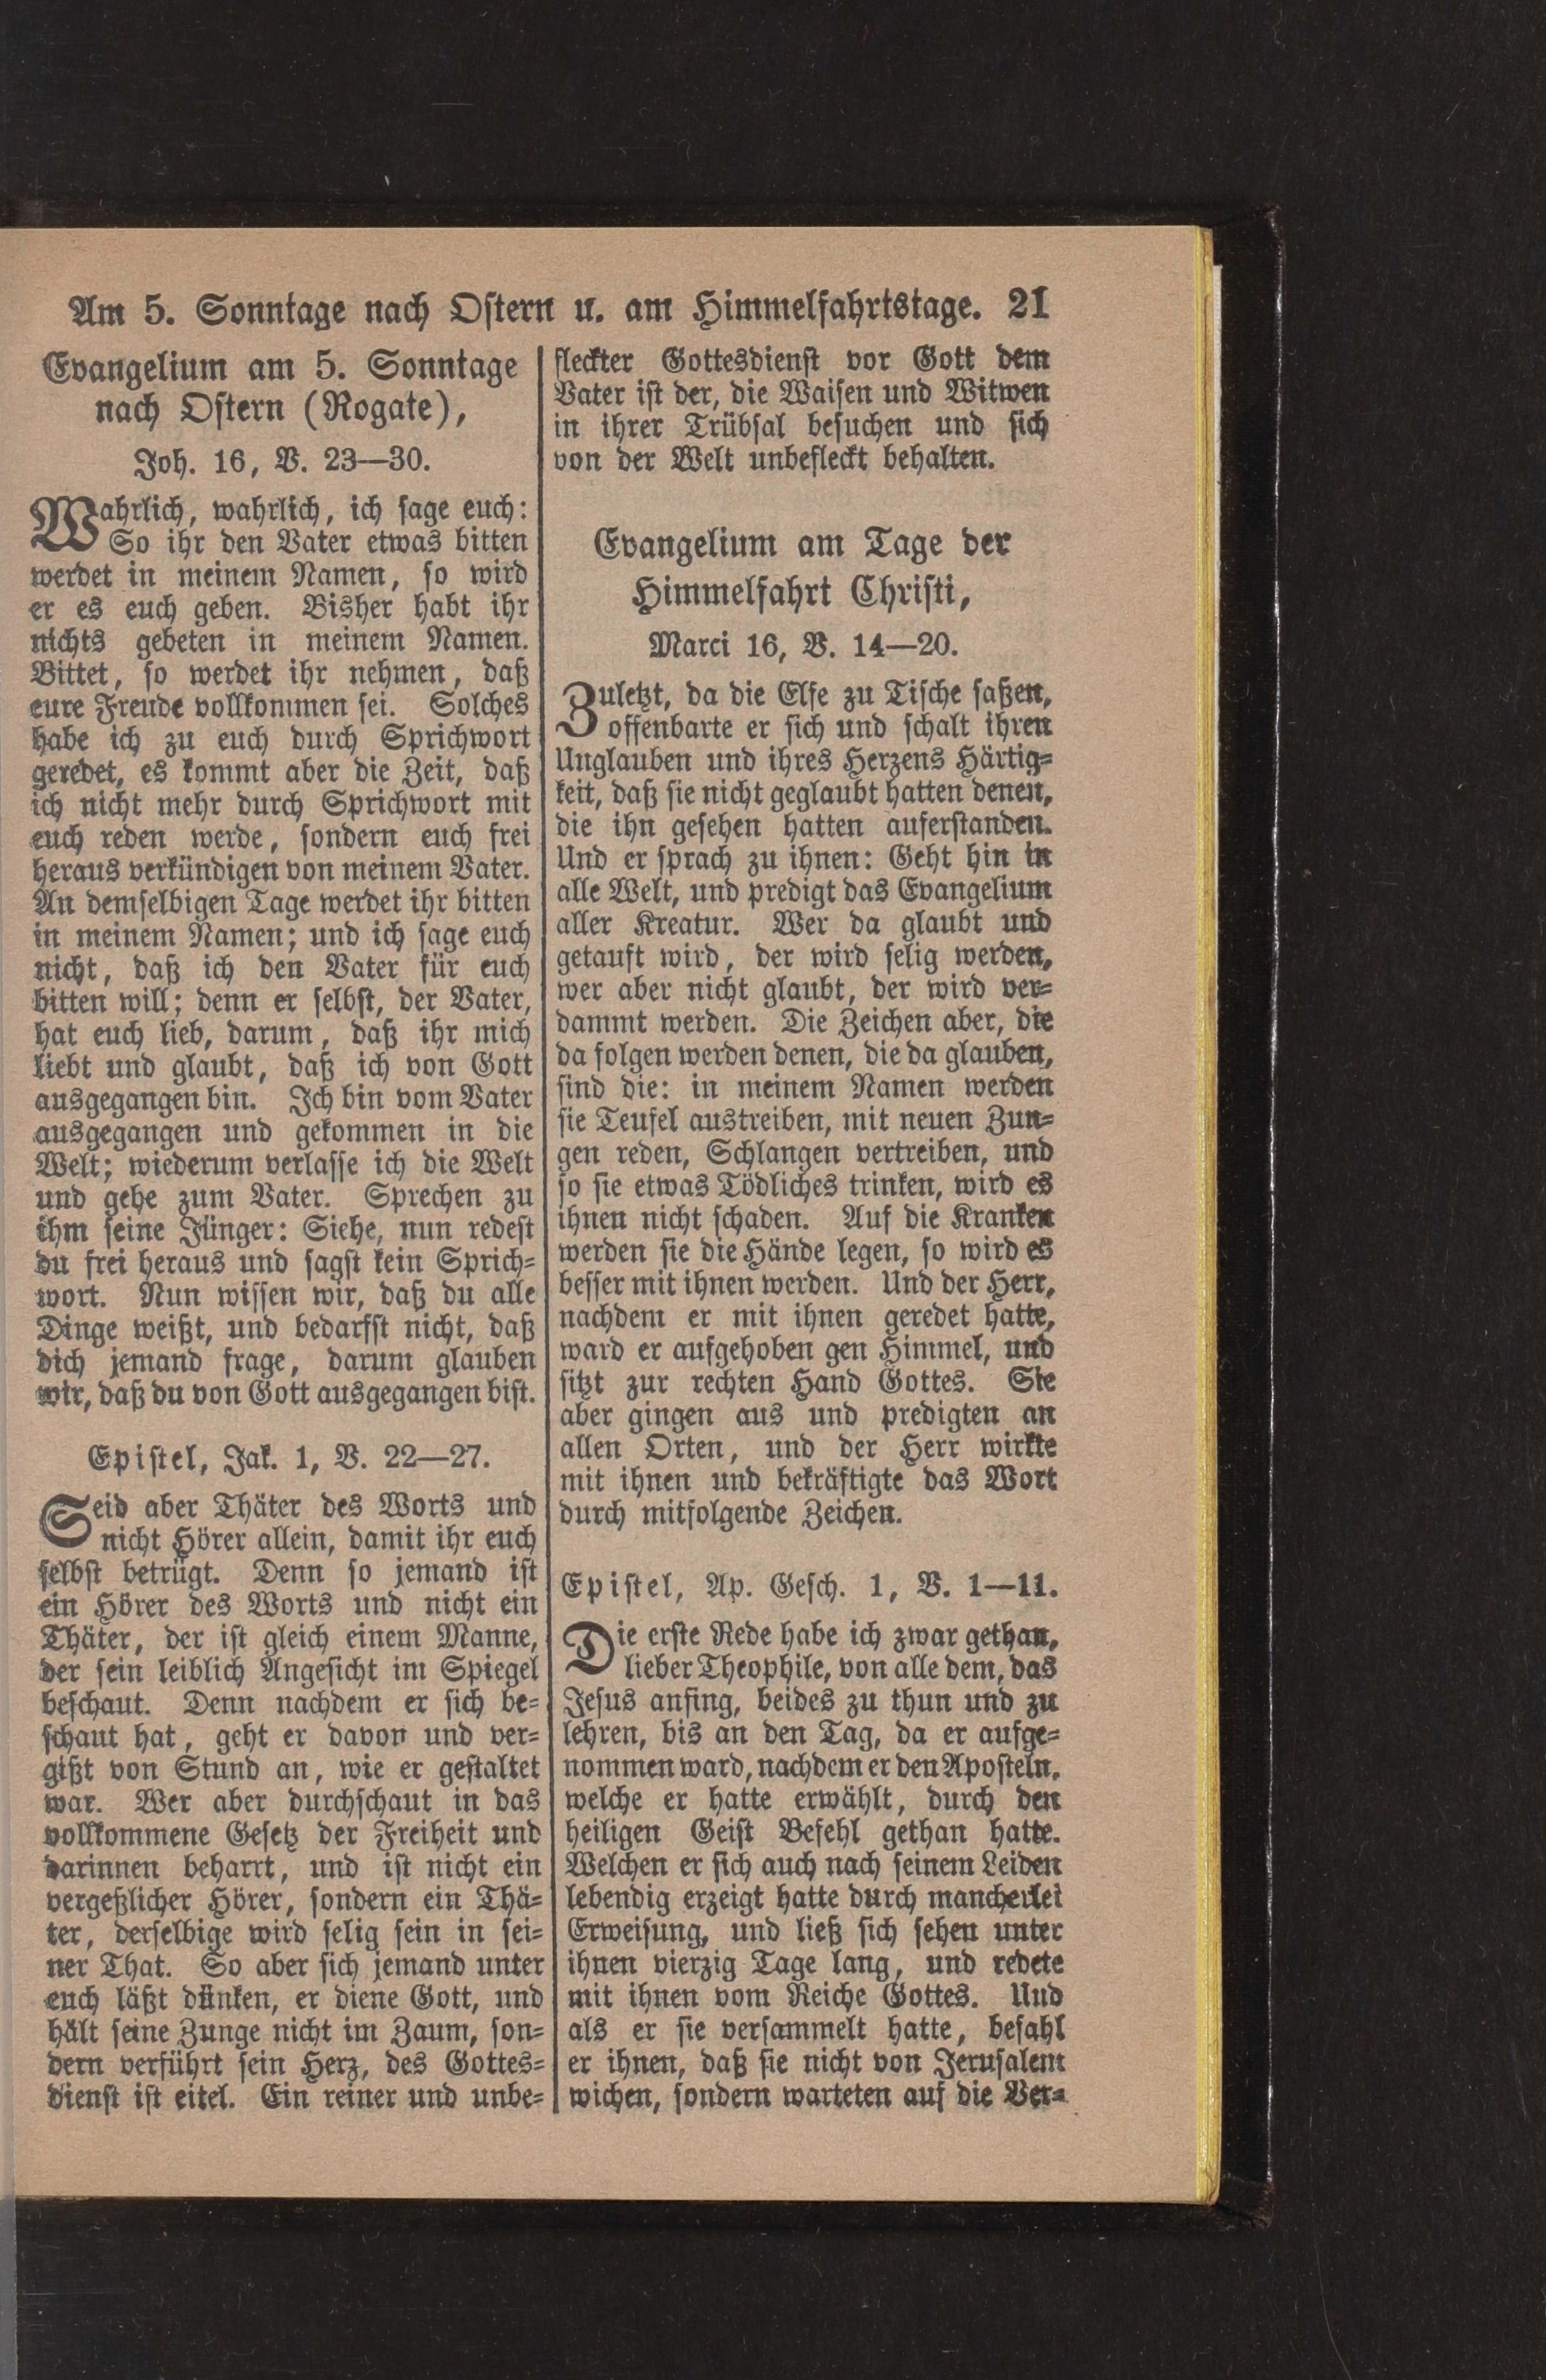 Am 5. Sonntage nach Ostern u. am Himmelfahrtstage. 21
Evangelium am 5. Sonntage
nach Ostern (Rogate),
Joh. 16, V. 23—30.
Wahrlich, wahrlich, ich sage euch:
So ihr den Vater etwas bitten
werdet in meinem Namen, so wird
er es euch geben. Bisher habt ihr
nichts gebeten in meinem Namen.
Bittet, so werdet ihr nehmen, daß
eure Freude vollkommen sei. Solches
habe ich zu euch durch Sprichwort
geredet, es kommt aber die Zeit, daß
ich nicht mehr durch Sprichwort mit
euch reden werde, sondern euch frei
heraus verkündigen von meinem Vater.
An demselbigen Tage werdet ihr bitten
in meinem Namen; und ich sage euch
nicht, daß ich den Vater für euch
bitten will; denn er selbst, der Vater,
hat euch lieb, darum, daß ihr mich
liebt und glaubt, daß ich von Gott
ausgegangen bin. Ich bin vom Vater
ausgegangen und gekommen in die
Welt; wiederum verlasse ich die Welt
und gehe zum Vater. Sprechen zu
ihm seine Jünger: Siehe, nun redest
du frei heraus und sagst kein Sprich-
wort. Nun wissen wir, daß du alle
Dinge weißt, und bedarfst nicht, daß
dich jemand frage, darum glauben
wir, daß du von Gott ausgegangen bist.
Epistel, Jak. 1, V. 22—27.
Seid aber Thäter des Worts und
nicht Hörer allein, damit ihr euch
selbst betrügt. Denn so jemand ist
ein Hörer des Worts und nicht ein
Thäter, der ist gleich einem Manne,
der sein leiblich Angesicht im Spiegel
beschaut. Denn nachdem er sich be-
schaut hat, geht er davon und ver-
gißt von Stund an, wie er gestaltet
war. Wer aber durchschaut in das
vollkommene Gesetz der Freiheit und
darinnen beharrt, und ist nicht ein
vergeßlicher Hörer, sondern ein Thä-
ter, derselbige wird selig sein in sei-
ner That. So aber sich jemand unter
euch läßt dünken, er diene Gott, und
hält seine Zunge nicht im Zaum, son-
dern verführt sein Herz, des Gottes-
dienst ist eitel. Ein reiner und unbe-
fleckter Gottesdienst vor Gott dem
Vater ist der, die Waisen und Witwen
in ihrer Trübsal besuchen und sich
von der Welt unbefleckt behalten.
Evangelium am Tage der
Himmelfahrt Christi,
Marci 16, V. 14—20.
Zuletzt, da die Elfe zu Tische saßen,
offenbarte er sich und schalt ihren
Unglauben und ihres Herzens Härtig-
keit, daß sie nicht geglaubt hatten denen,
die ihn gesehen hatten auferstanden.
Und er sprach zu ihnen: Geht hin in
alle Welt, und predigt das Evangelium
aller Kreatur. Wer da glaubt und
getauft wird, der wird selig werden,
wer aber nicht glaubt, der wird ver-
dammt werden. Die Zeichen aber, die
da folgen werden denen, die da glauben,
sind die: in meinem Namen werden
sie Teufel austreiben, mit neuen Zun-
gen reden, Schlangen vertreiben, und
so sie etwas Tödliches trinken, wird es
ihnen nicht schaden. Auf die Kranken
werden sie die Hände legen, so wird es
besser mit ihnen werden. Und der Herr,
nachdem er mit ihnen geredet hatte,
ward er aufgehoben gen Himmel, und
sitzt zur rechten Hand Gottes. Sie
aber gingen aus und predigten an
allen Orten, und der Herr wirkte
mit ihnen und bekräftigte das Wort
durch mitfolgende Zeichen.
Epistel, Ap. Gesch. 1, V. 1—11.
Die erste Rede habe ich zwar gethan,
lieber Theophile, von alle dem, das
Jesus anfing, beides zu thun und zu
lehren, bis an den Tag, da er aufge-
nommen ward, nachdem er den Aposteln,
welche er hatte erwählt, durch den
heiligen Geist Befehl gethan hatte.
Welchen er sich auch nach seinem Leiden
lebendig erzeigt hatte durch mancherlei
Erweisung, und ließ sich sehen unter
ihnen vierzig Tage lang, und redete
mit ihnen vom Reiche Gottes. Und
als er sie versammelt hatte, befahl
er ihnen, daß sie nicht von Jerusalem
wichen, sondern warteten auf die Ver-